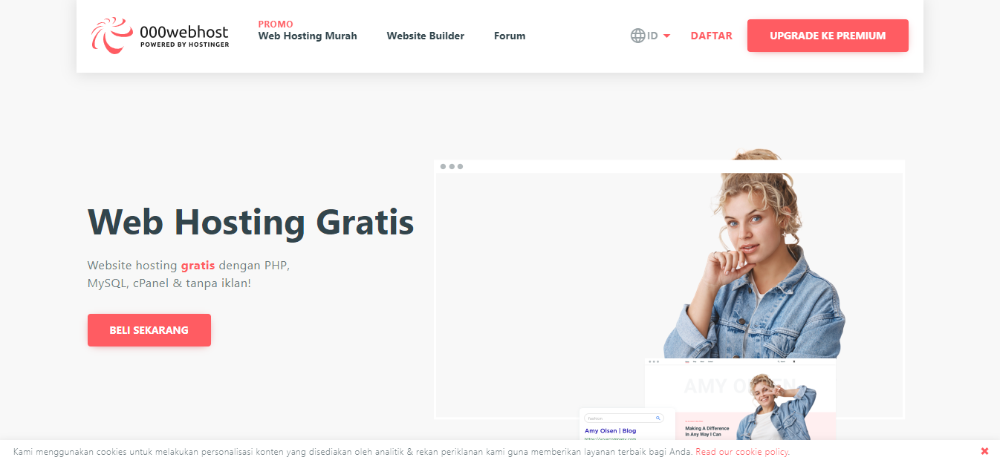 000webhost
POWERED BY HOSTINGER
PROMO
Web Hosting Murah
Website Builder
Forum
ID
DAFTAR
UPGRADE KE PREMIUM
Web Hosting Gratis
Website hosting gratis dengan PHP,
MySQL, cPanel & tanpa iklan!
BELI SEKARANG
AMY OLSEN
Making A Difference
In Any Way I Can
Fashion
Amy Olsen | Blog
https://yourcompany.com
Kami menggunakan cookies untuk melakukan personalisasi konten yang disediakan oleh analitik & rekan periklanan kami guna memberikan layanan terbaik bagi Anda. Read our cookie policy.